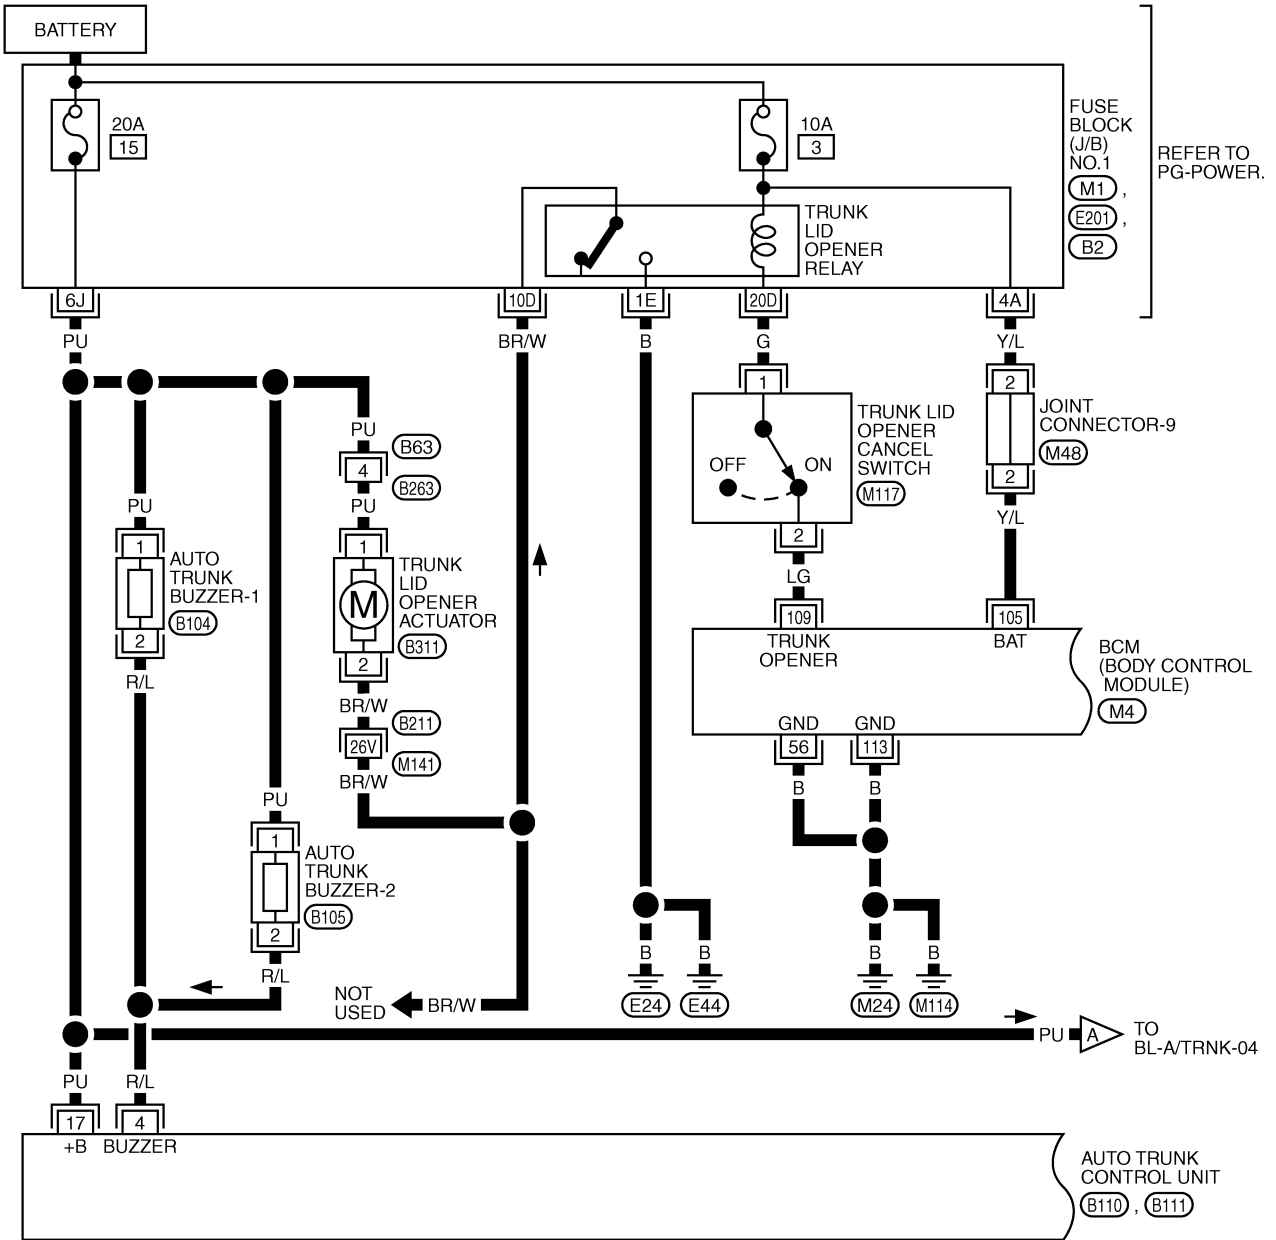 BATTERY
20A
15
10A
3
FUSE
BLOCK
(J/B)
NO.1
M1 ,
E201 ,
B2
REFER TO
PG-POWER.
TRUNK
LID
OPENER
RELAY
6J
10D
1E
20D
4A
PU
BR/W
B
G
Y/L
1
2
PU
B63
4
B263
PU
PU
TRUNK LID
OPENER
CANCEL
SWITCH
M117
OFF
ON
JOINT
CONNECTOR-9
M48
2
Y/L
2
LG
1
AUTO
TRUNK
BUZZER-1
B104
2
R/L
1
TRUNK
LID
OPENER
ACTUATOR
B311
M
2
BR/W
B211
26V
M141
BR/W
109
105
TRUNK
OPENER
BAT
BCM
(BODY CONTROL
MODULE)
M4
GND
GND
56
113
B
B
PU
1
AUTO
TRUNK
BUZZER-2
B105
2
R/L
NOT
USED
BR/W
B
B
B
B
E24
E44
M24
M114
PU
A
TO
BL-A/TRNK-04
PU
R/L
17
4
+B
BUZZER
AUTO TRUNK
CONTROL UNIT
B110 , B111